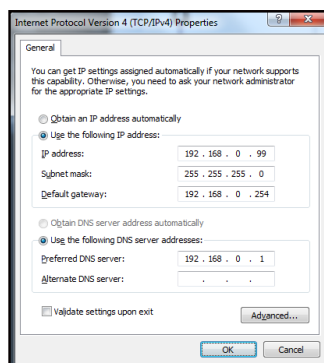 Internet Protocol Version 4 (TCP/IPv4) Properties
General
You can get IP settings assigned automatically if your network supports
this capability. Otherwise, you need to ask your network administrator
for the appropriate IP settings.
Obtain an IP address automatically
Use the following IP address:
IP address: 192 . 168 . 0 . 99
Subnet mask: 255 . 255 . 255 . 0
Default gateway: 192 . 168 . 0 . 254
Obtain DNS server address automatically
Use the following DNS server addresses:
Preferred DNS server: 192 . 168 . 0 . 1
Alternate DNS server: . . .
Validate settings upon exit
Advanced...
OK Cancel